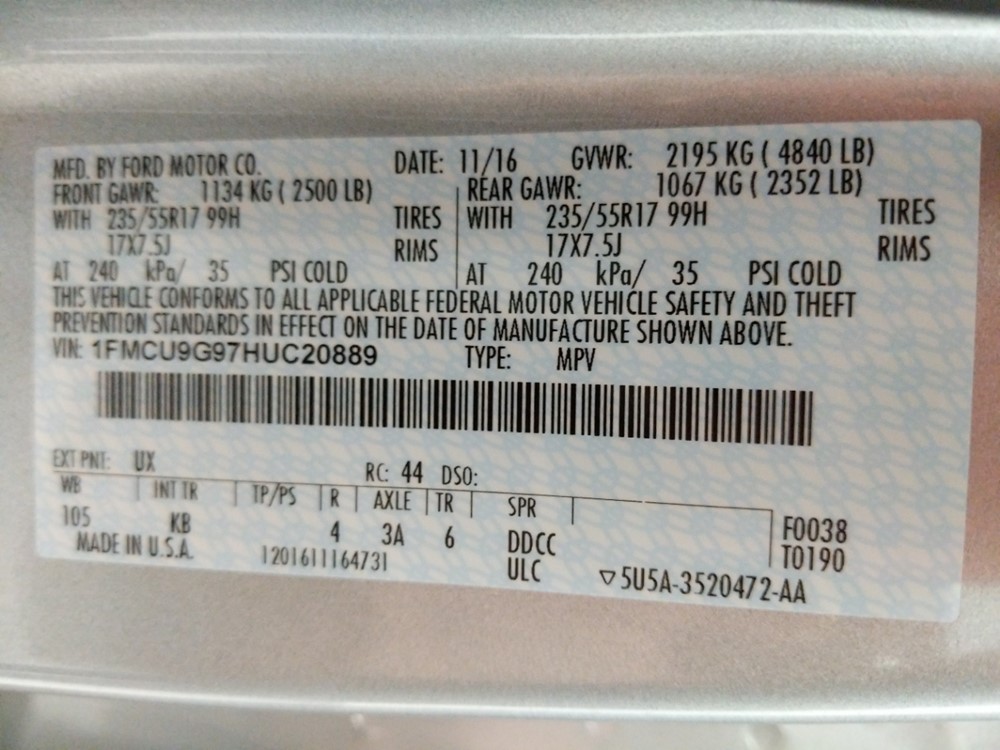 MFD. BY FORD MOTOR CO. DATE: 11/16 GVWR: 2195 KG ( 4840 LB)
FRONT GAWR: 1134 KG ( 2500 LB) REAR GAWR: 1067 KG ( 2352 LB)
WITH 235/55R17 99H TIRES WITH 235/55R17 99H TIRES
17X7.5J RIMS 17X7.5J RIMS
AT 240 kPa/ 35 PSI COLD AT 240 kPa/ 35 PSI COLD
THIS VEHICLE CONFORMS TO ALL APPLICABLE FEDERAL MOTOR VEHICLE SAFETY AND THEFT
PREVENTION STANDARDS IN EFFECT ON THE DATE OF MANUFACTURE SHOWN ABOVE.
VIN: 1FMCU9G97HUC20889 TYPE: MPV
EXT PNT: UX RC: 44 DSO:
WB INT TR TP/PS R AXLE TR SPR
105 KB 4 3A 6 DDCC F0038
MADE IN U.S.A. 1201611164731 ULC T0190
▽5U5A-3520472-AA